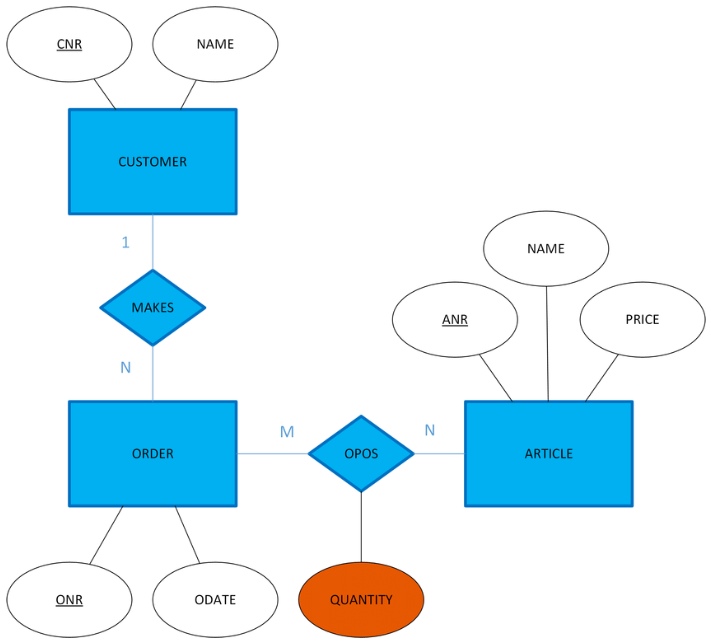 CNR
NAME
CUSTOMER
1
NAME
MAKES
ANR
PRICE
N
M
N
ORDER
OPOS
ARTICLE
ONR
ODATE
QUANTITY